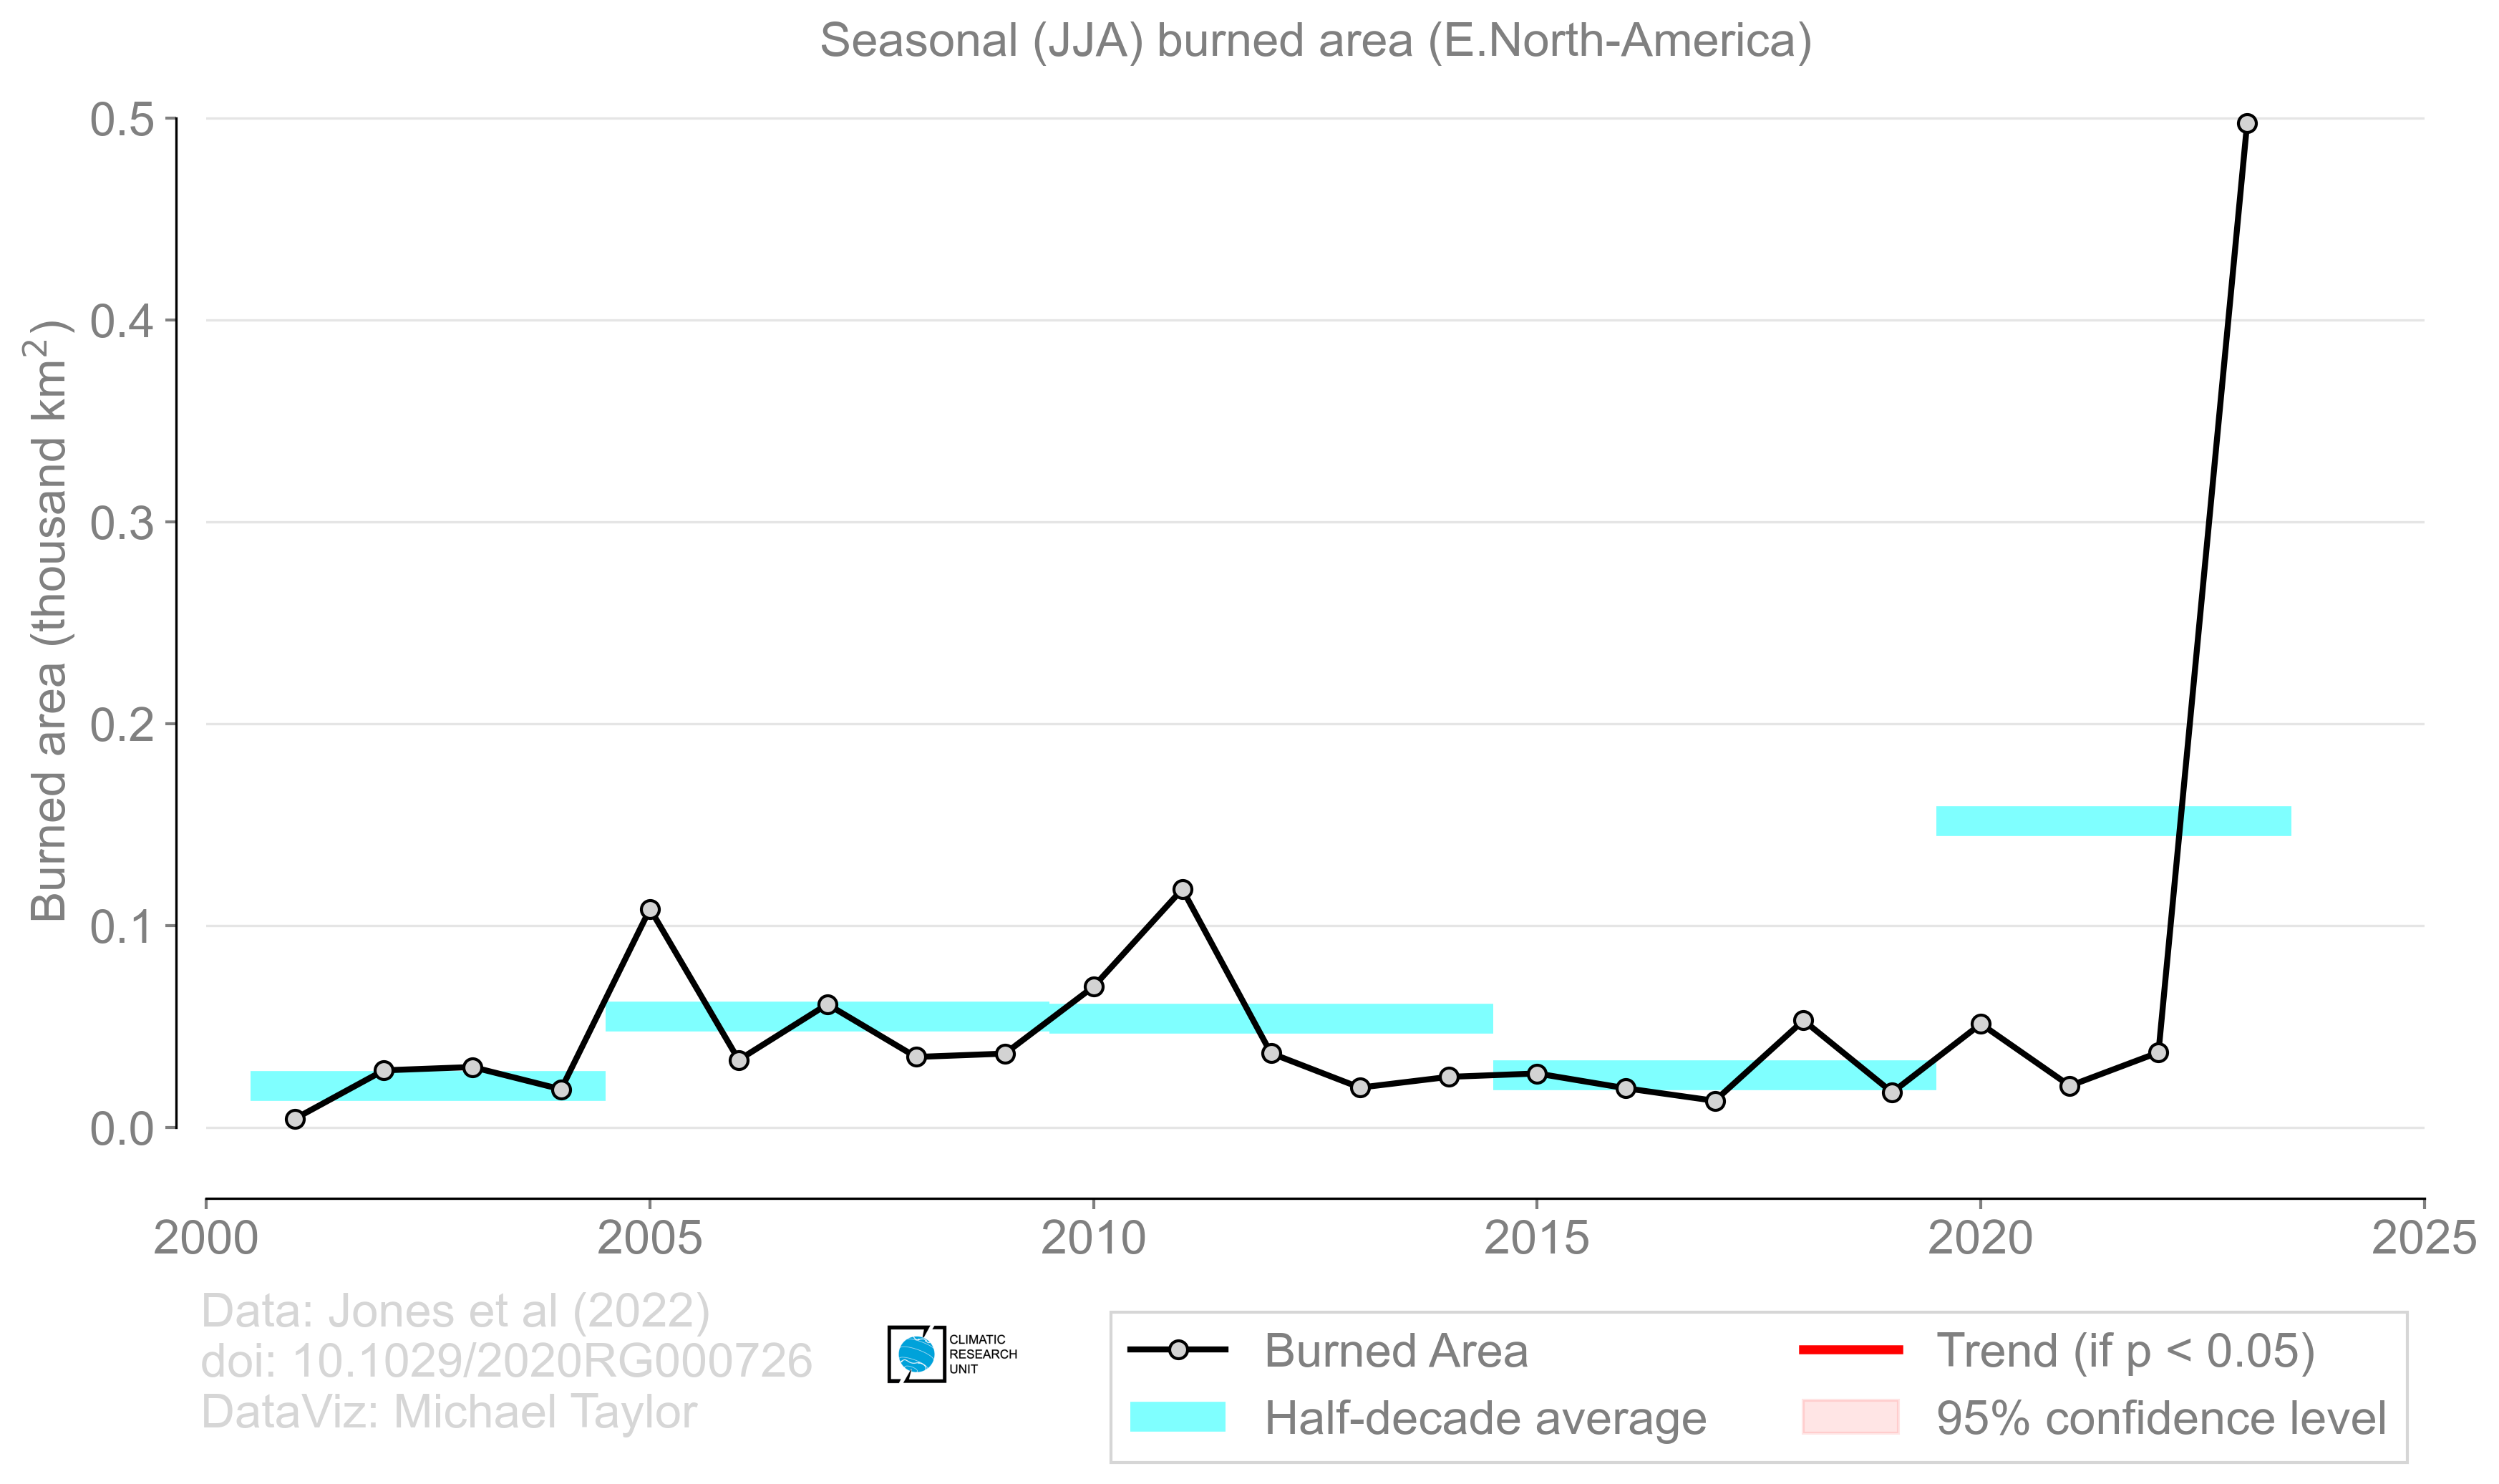 Seasonal (JJA) burned area (E.North-America)
Burned area (thousand km²)
0.5
0.4
0.3
0.2
0.1
0.0
2000 2005 2010 2015 2020 2025
Data: Jones et al (2022)
doi: 10.1029/2020RG000726
DataViz: Michael Taylor
CLIMATIC
RESEARCH
UNIT
Burned Area
Half-decade average
Trend (if p < 0.05)
95% confidence level